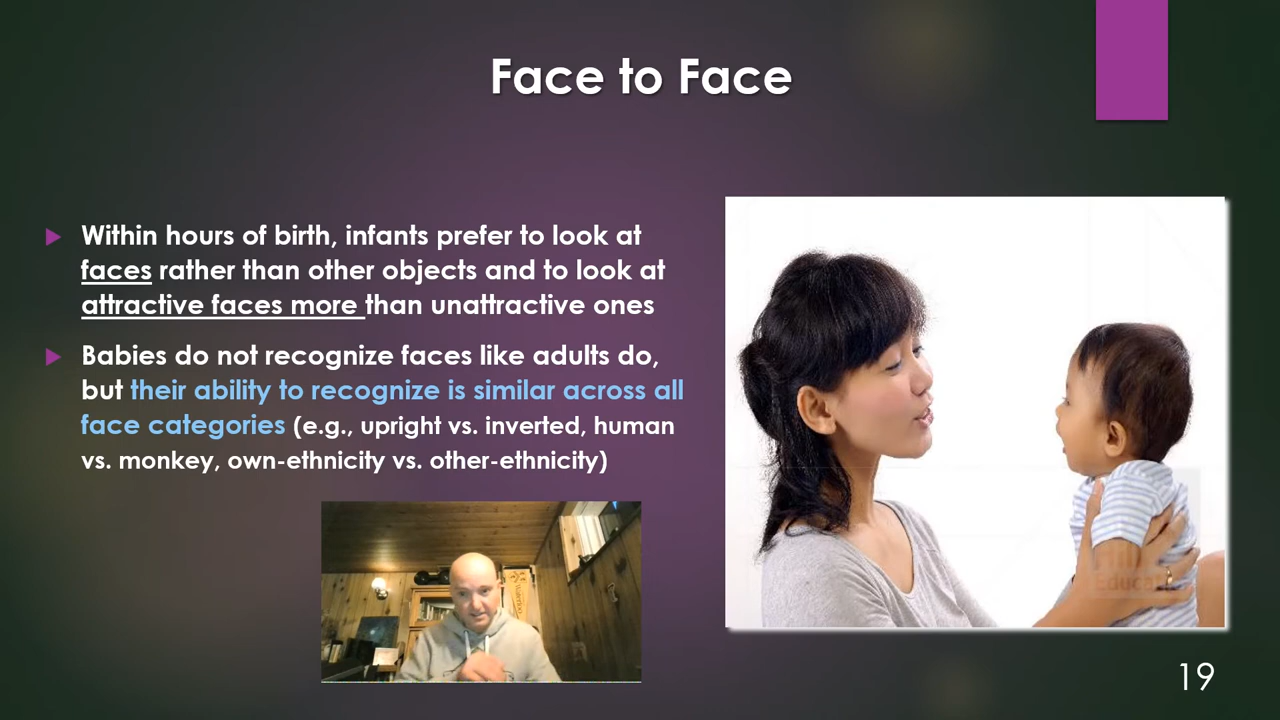 Face to Face
Within hours of birth, infants prefer to look at
faces rather than other objects and to look at
attractive faces more than unattractive ones
Babies do not recognize faces like adults do,
but their ability to recognize is similar across all
face categories (e.g., upright vs. inverted, human
vs. monkey, own-ethnicity vs. other-ethnicity)
19